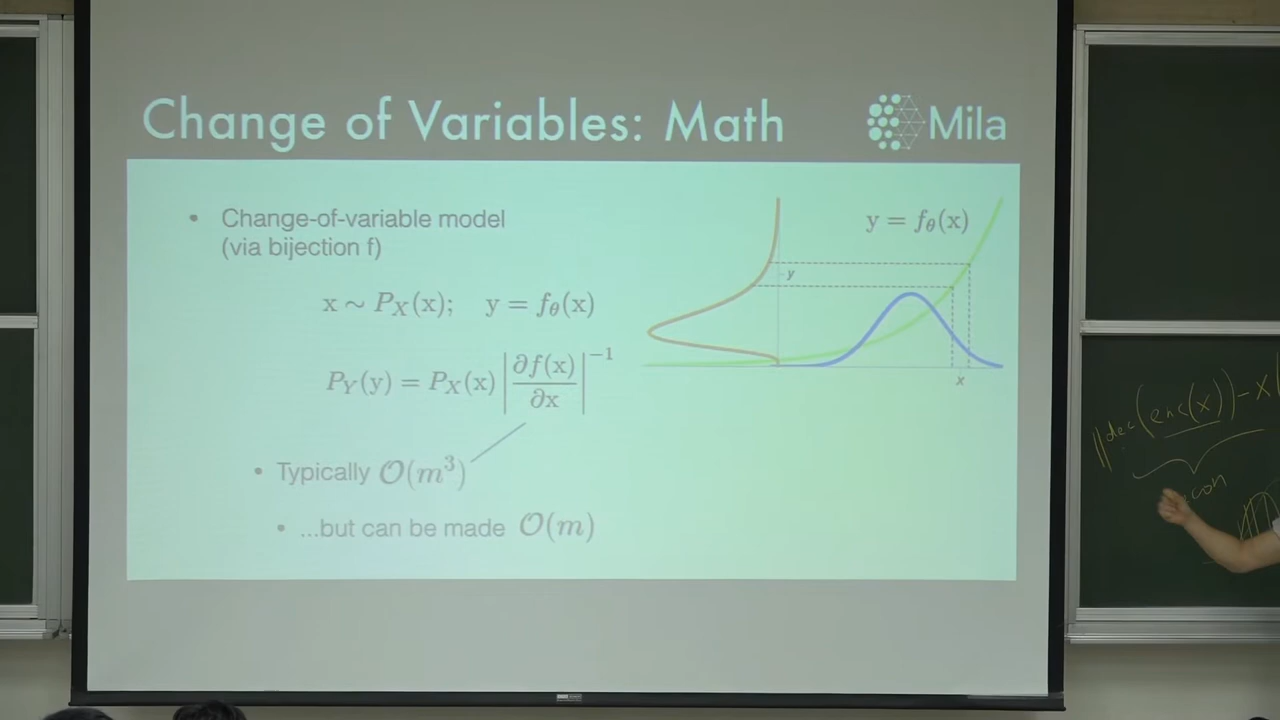 Change of Variables: Math
Mila
• Change-of-variable model
(via bijection f)
x ∼ P_X(x); y = f_θ(x)
P_Y(y) = P_X(x) |∂f(x)/∂x|^{-1}
• Typically O(m³)
• ...but can be made O(m)
y = f_θ(x)
y
x
||dec(enc(x)) - x